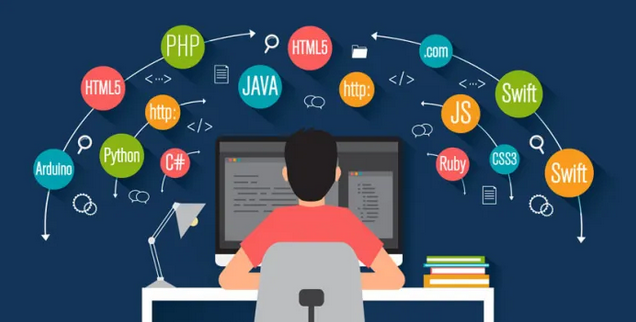 PHP
HTML5
.com
HTML5
JAVA
http:
Swift
http:
JS
Arduino
Python
C#
Ruby
CSS3
Swift